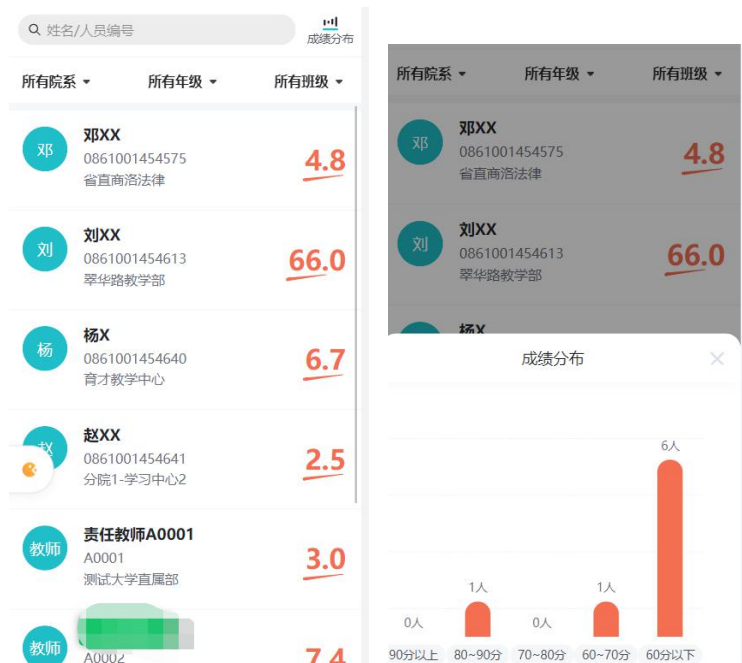 姓名/人员编号
成绩分布
所有院系
所有年级
所有班级
邓
邓XX
0861001454575
省直商洛法律
4.8
刘
刘XX
0861001454613
翠华路教学部
66.0
杨
杨X
0861001454640
育才教学中心
6.7
赵
赵XX
0861001454641
分院1-学习中心2
2.5
教师
责任教师A0001
A0001
测试大学直属部
3.0
教师
A0002
7.4
所有院系
所有年级
所有班级
邓
邓XX
0861001454575
省直商洛法律
4.8
刘
刘XX
0861001454613
翠华路教学部
66.0
杨X
成绩分布
6人
1人
1人
0人
0人
90分以上
80~90分
70~80分
60~70分
60分以下